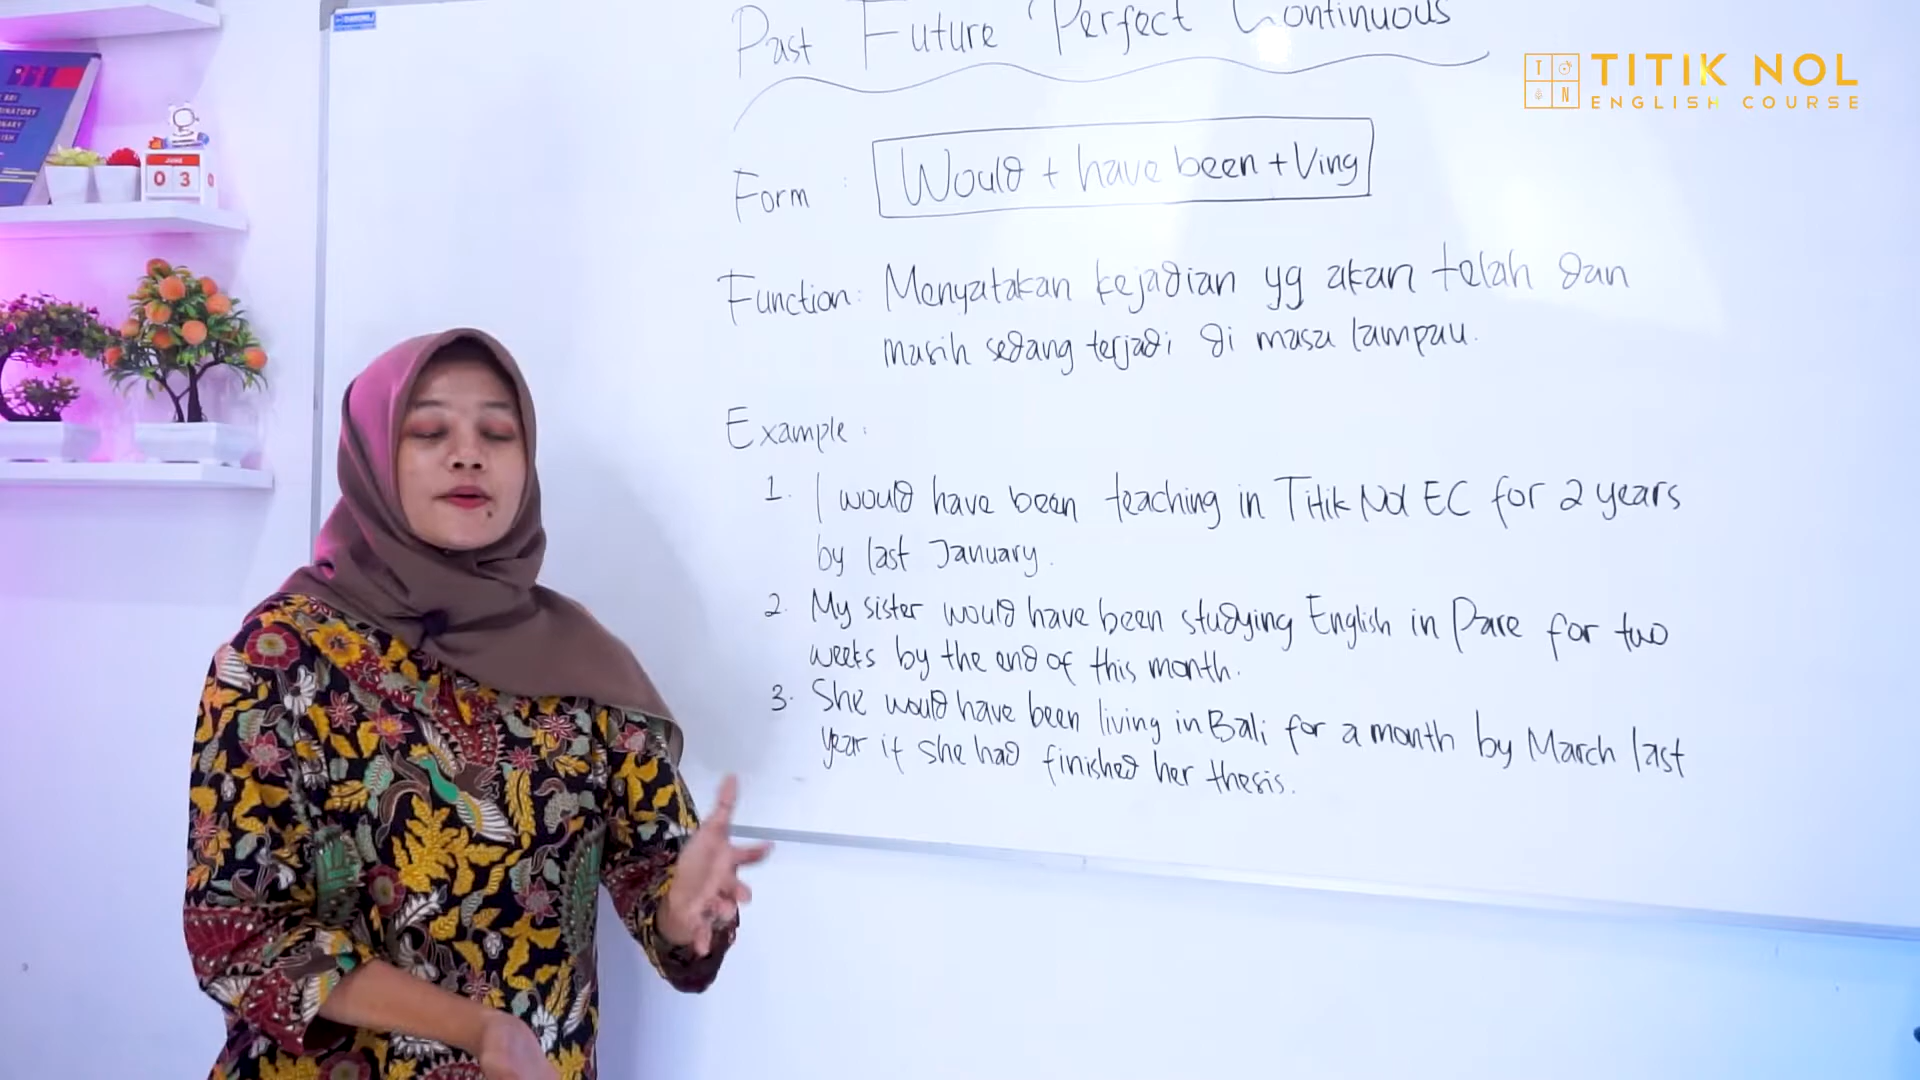 Past Future Perfect Continuous
TITIK NOL
ENGLISH COURSE
T
N
BBI
BBI
JUNE
0 3
Form : Would + have been + Ving
Function : Menyatakan kejadian yg akan telah dan
masih sedang terjadi di masa lampau.
Example :
1. I would have been teaching in Titik Nol EC for 2 years
by last January.
2. My sister would have been studying English in Pare for two
weeks by the end of this month.
3. She would have been living in Bali for a month by March last
year if she had finished her thesis.